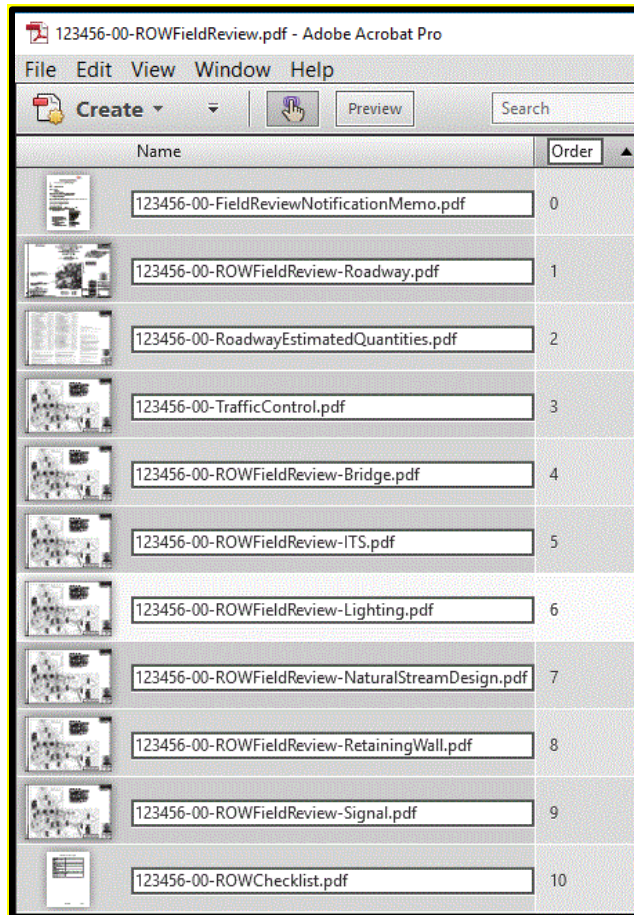 123456-00-ROWFieldReview.pdf - Adobe Acrobat Pro
File Edit View Window Help
Create Preview Search
Name Order
123456-00-FieldReviewNotificationMemo.pdf 0
123456-00-ROWFieldReview-Roadway.pdf 1
123456-00-RoadwayEstimatedQuantities.pdf 2
123456-00-TrafficControl.pdf 3
123456-00-ROWFieldReview-Bridge.pdf 4
123456-00-ROWFieldReview-ITS.pdf 5
123456-00-ROWFieldReview-Lighting.pdf 6
123456-00-ROWFieldReview-NaturalStreamDesign.pdf 7
123456-00-ROWFieldReview-RetainingWall.pdf 8
123456-00-ROWFieldReview-Signal.pdf 9
123456-00-ROWChecklist.pdf 10